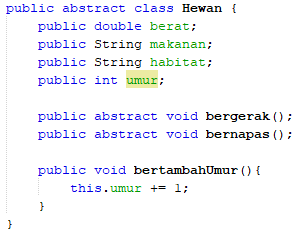 public abstract class Hewan {
    public double berat;
    public String makanan;
    public String habitat;
    public int umur;

    public abstract void bergerak();
    public abstract void bernapas();

    public void bertambahUmur(){
        this.umur += 1;
    }
}